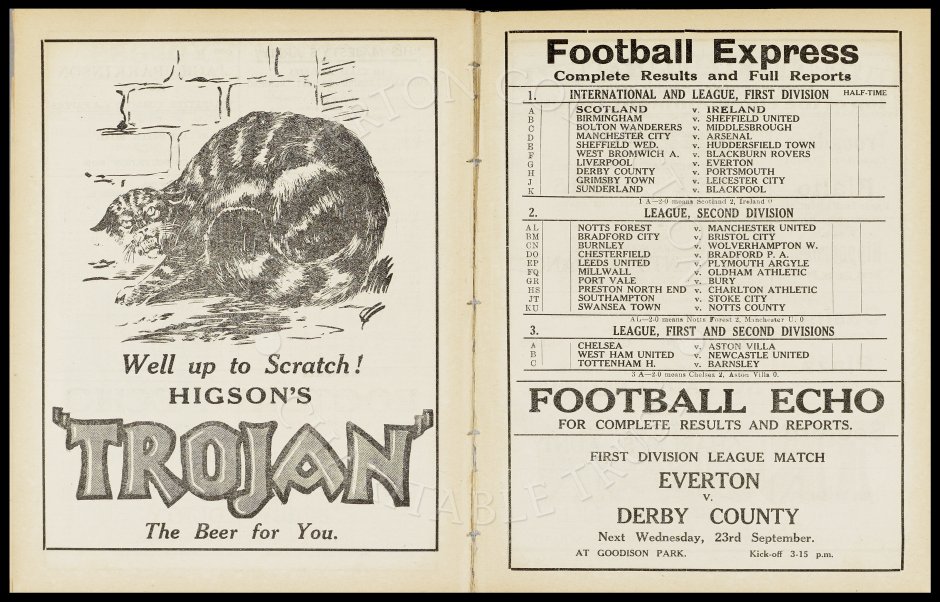 Well up to Scratch!
HIGSON'S
"TROJAN"
The Beer for You.
Football Express
Complete Results and Full Reports
1. INTERNATIONAL AND LEAGUE, FIRST DIVISION HALF-TIME
A SCOTLAND v. IRELAND
B BIRMINGHAM v. SHEFFIELD UNITED
C BOLTON WANDERERS v. MIDDLESBROUGH
D MANCHESTER CITY v. ARSENAL
E SHEFFIELD WED. v. HUDDERSFIELD TOWN
F WEST BROMWICH A. v. BLACKBURN ROVERS
G LIVERPOOL v. EVERTON
H DERBY COUNTY v. PORTSMOUTH
J GRIMSBY TOWN v. LEICESTER CITY
K SUNDERLAND v. BLACKPOOL
1 A—2-0 means Scotland 2, Ireland 0
2. LEAGUE, SECOND DIVISION
AL NOTTS FOREST v. MANCHESTER UNITED
BM BRADFORD CITY v. BRISTOL CITY
CN BURNLEY v. WOLVERHAMPTON W.
DO CHESTERFIELD v. BRADFORD P. A.
EP LEEDS UNITED v. PLYMOUTH ARGYLE
FQ MILLWALL v. OLDHAM ATHLETIC
GR PORT VALE v. BURY
HS PRESTON NORTH END v. CHARLTON ATHLETIC
JT SOUTHAMPTON v. STOKE CITY
KU SWANSEA TOWN v. NOTTS COUNTY
AL—2-0 means Notts Forest 2, Manchester U. 0
3. LEAGUE, FIRST AND SECOND DIVISIONS
A CHELSEA v. ASTON VILLA
B WEST HAM UNITED v. NEWCASTLE UNITED
C TOTTENHAM H. v. BARNSLEY
3 A—2-0 means Chelsea 2, Aston Villa 0.
FOOTBALL ECHO
FOR COMPLETE RESULTS AND REPORTS.
FIRST DIVISION LEAGUE MATCH
EVERTON
v.
DERBY COUNTY
Next Wednesday, 23rd September.
AT GOODISON PARK. Kick-off 3-15 p.m.